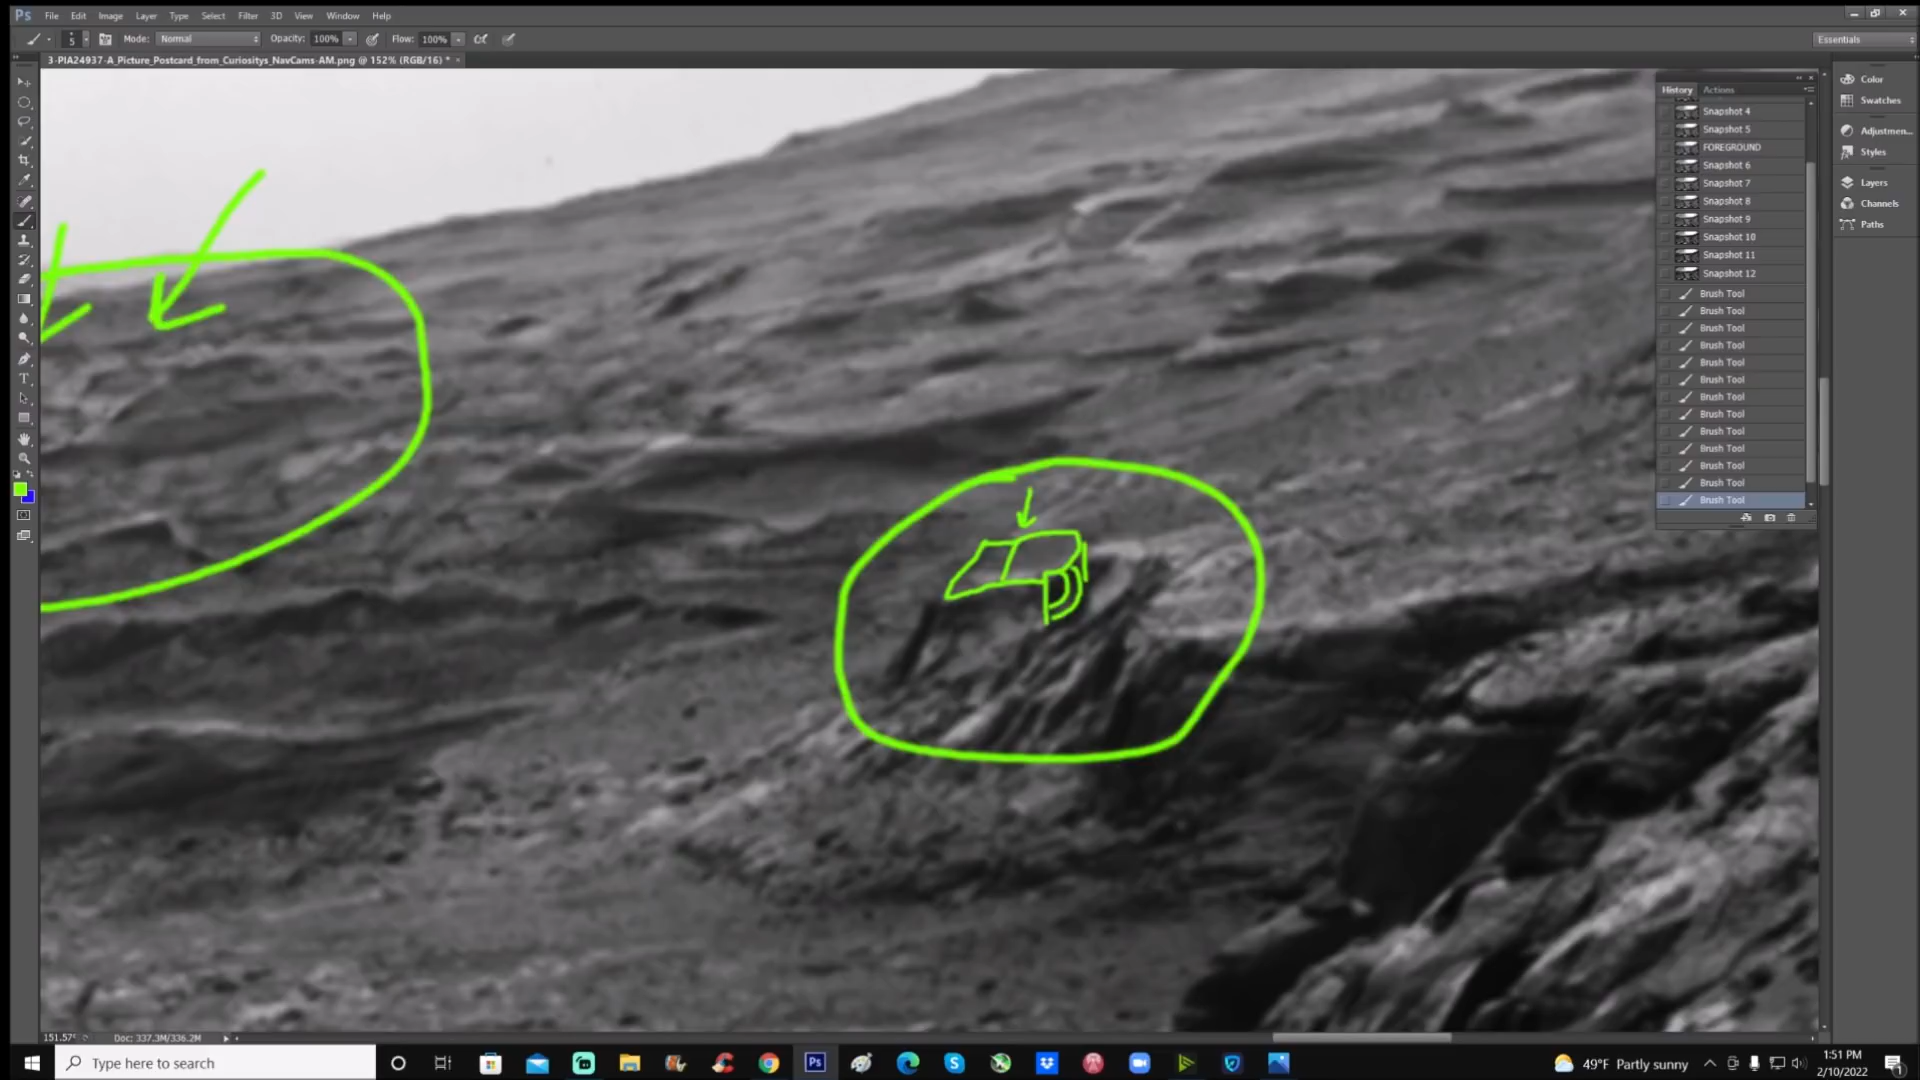 Ps File Edit Image Layer Type Select Filter 3D View Window Help
5 Mode: Normal Opacity: 100% Flow: 100% Essentials
3-PIA24937-A_Picture_Postcard_from_Curiositys_NavCams-AM.png @ 152% (RGB/16) *
History Actions
Snapshot 4
Snapshot 5
FOREGROUND
Snapshot 6
Snapshot 7
Snapshot 8
Snapshot 9
Snapshot 10
Snapshot 11
Snapshot 12
Brush Tool
Brush Tool
Brush Tool
Brush Tool
Brush Tool
Brush Tool
Brush Tool
Brush Tool
Brush Tool
Brush Tool
Brush Tool
Brush Tool
Brush Tool
Color
Swatches
Adjustmen...
Styles
Layers
Channels
Paths
151.57% Doc: 337.3M/336.2M
Type here to search
Ps
49°F Partly sunny
1:51 PM
2/10/2022